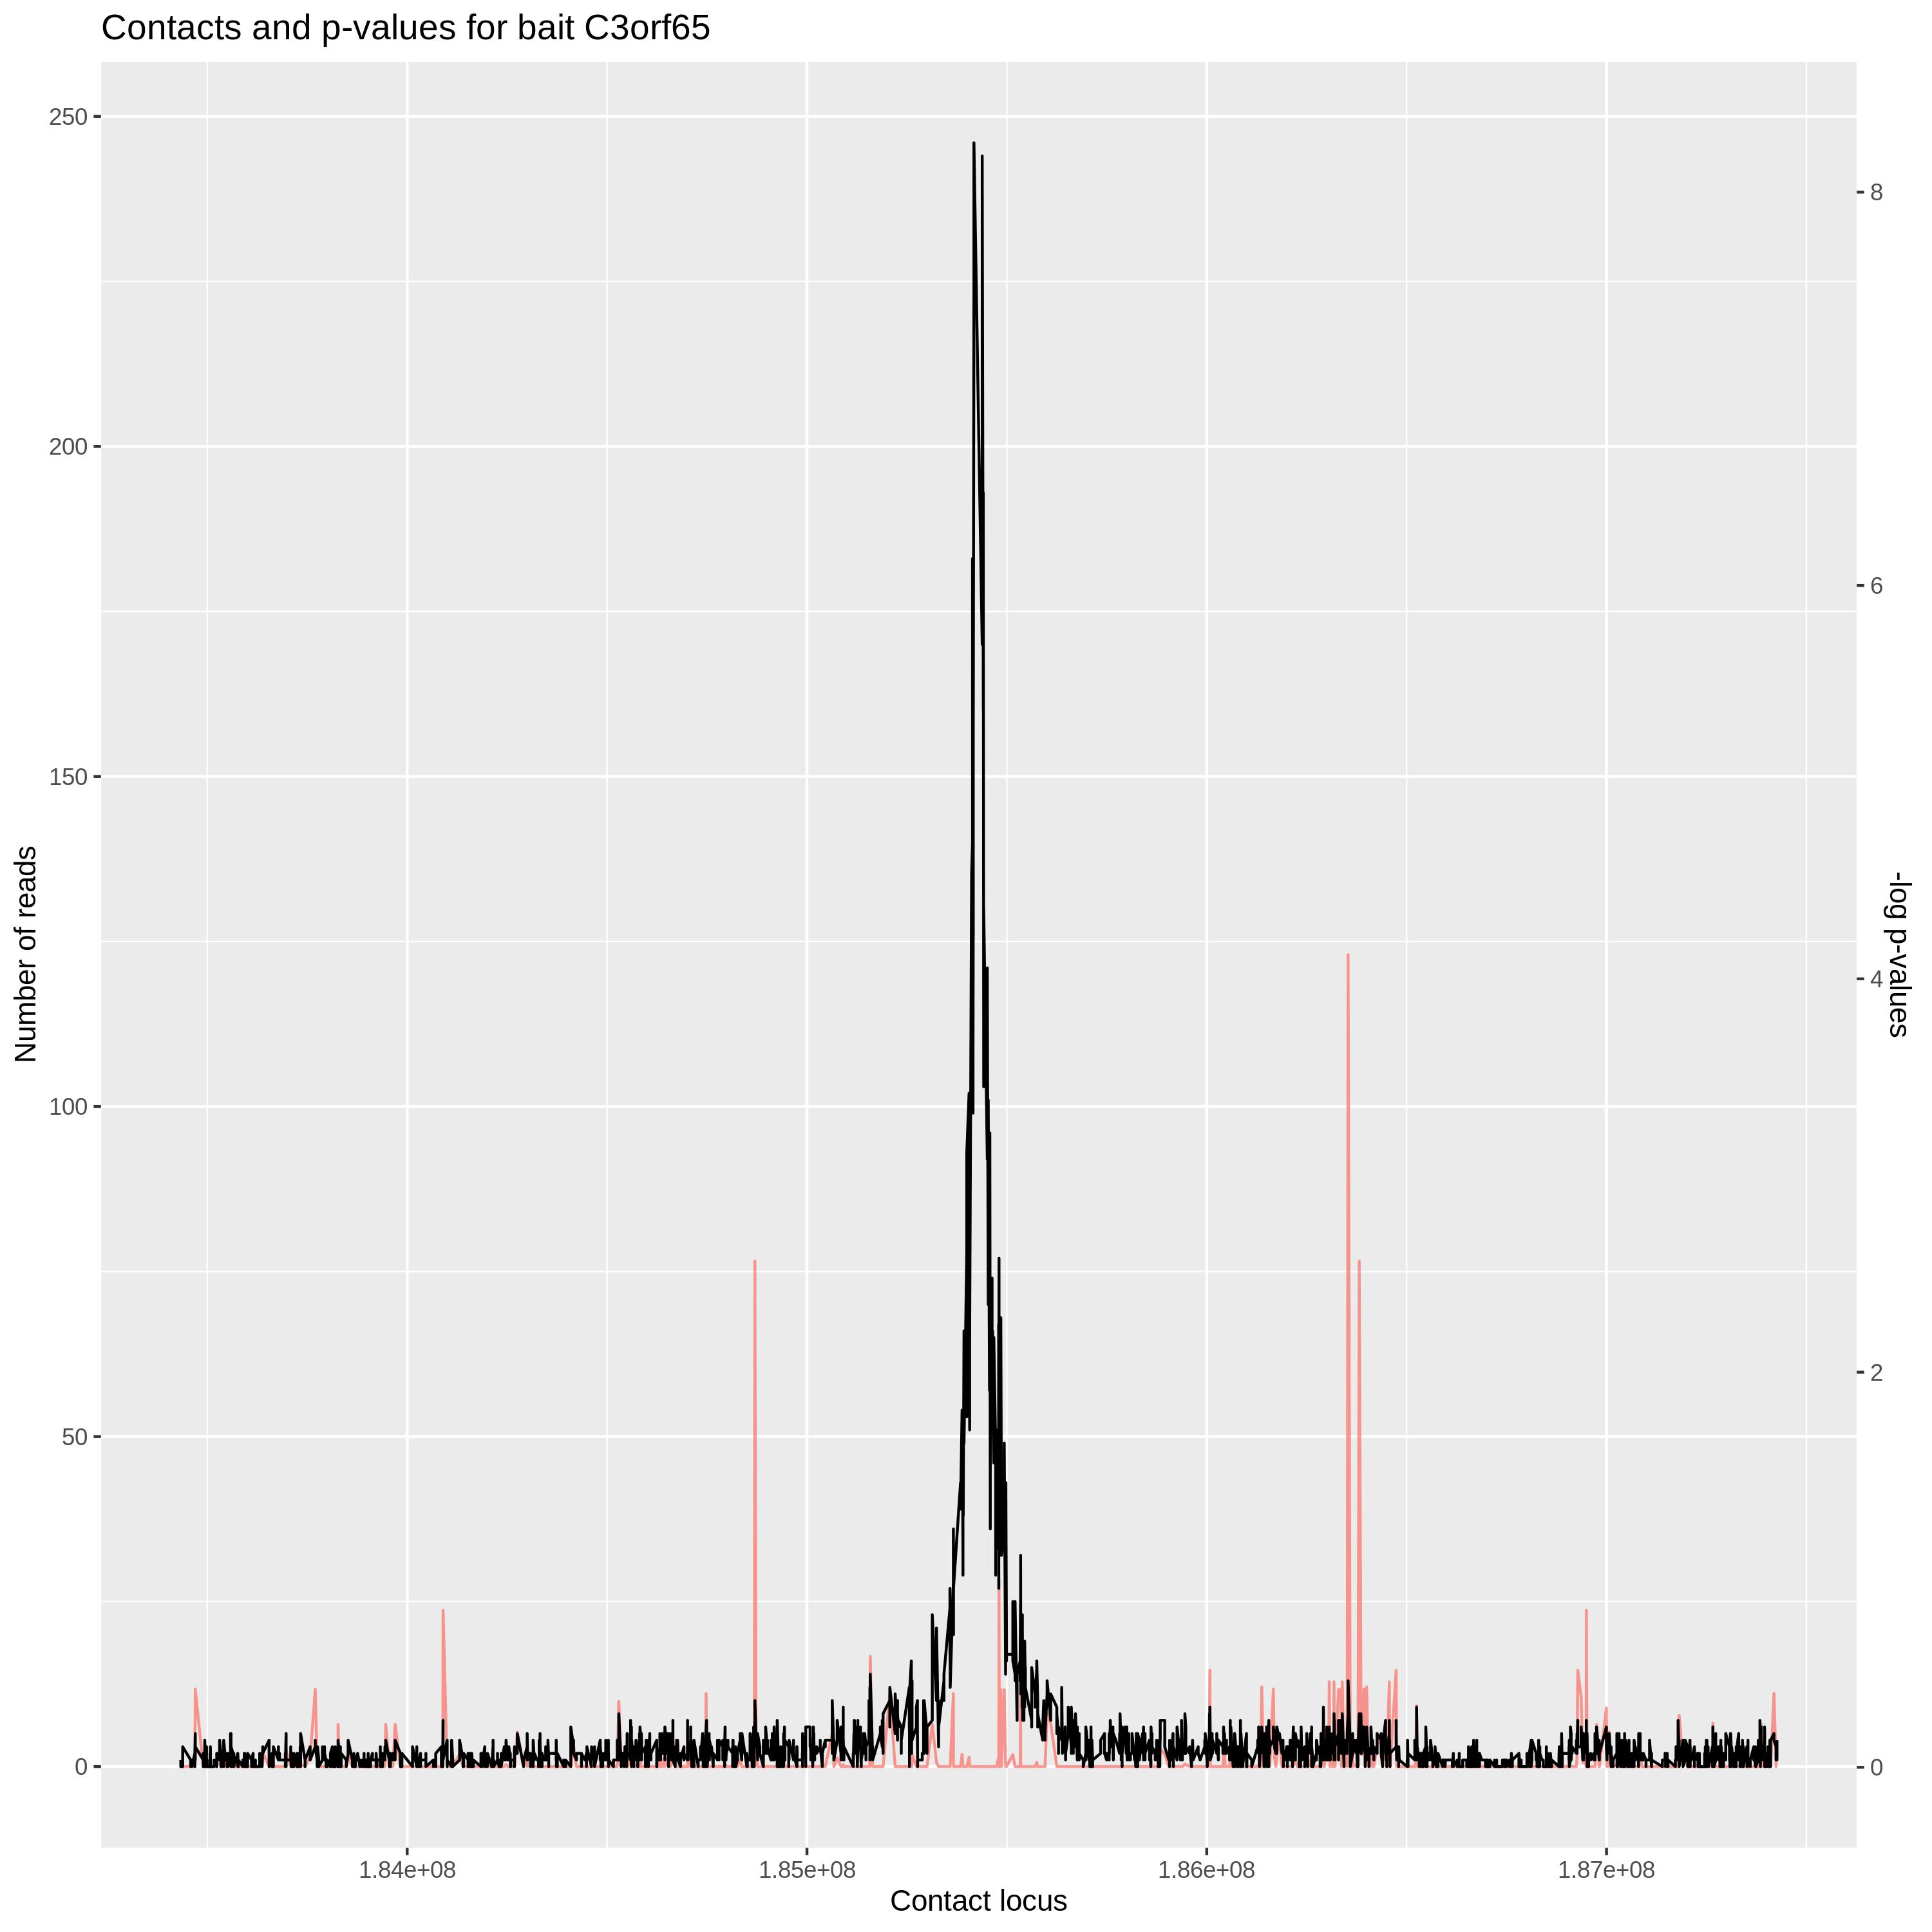 Contacts and p-values for bait C3orf65
250
200
150
100
50
0
Number of reads
8
6
4
2
0
-log p-values
1.84e+08
1.85e+08
1.86e+08
1.87e+08
Contact locus